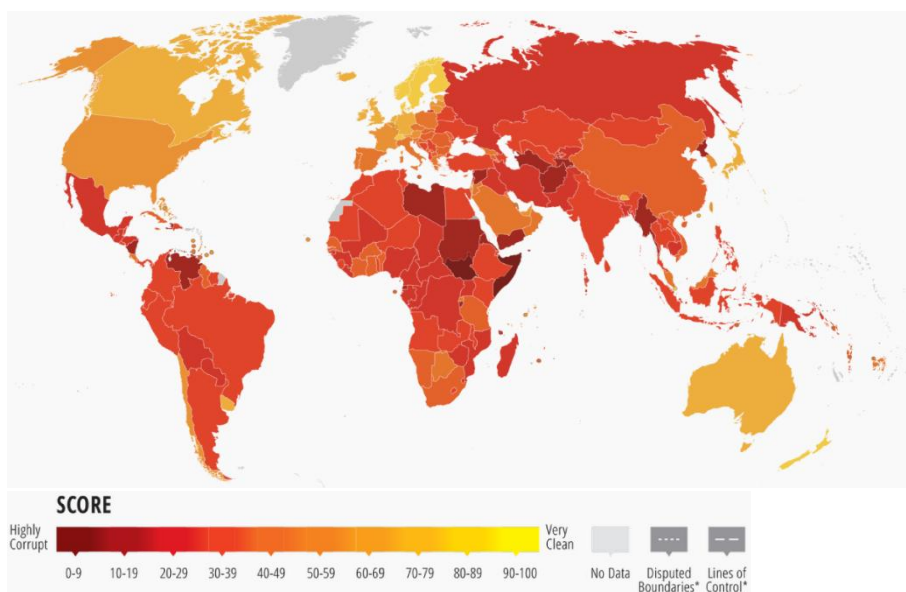 SCORE
Highly
Corrupt
Very
Clean
0-9 10-19 20-29 30-39 40-49 50-59 60-69 70-79 80-89 90-100
No Data
Disputed
Boundaries*
Lines of
Control*